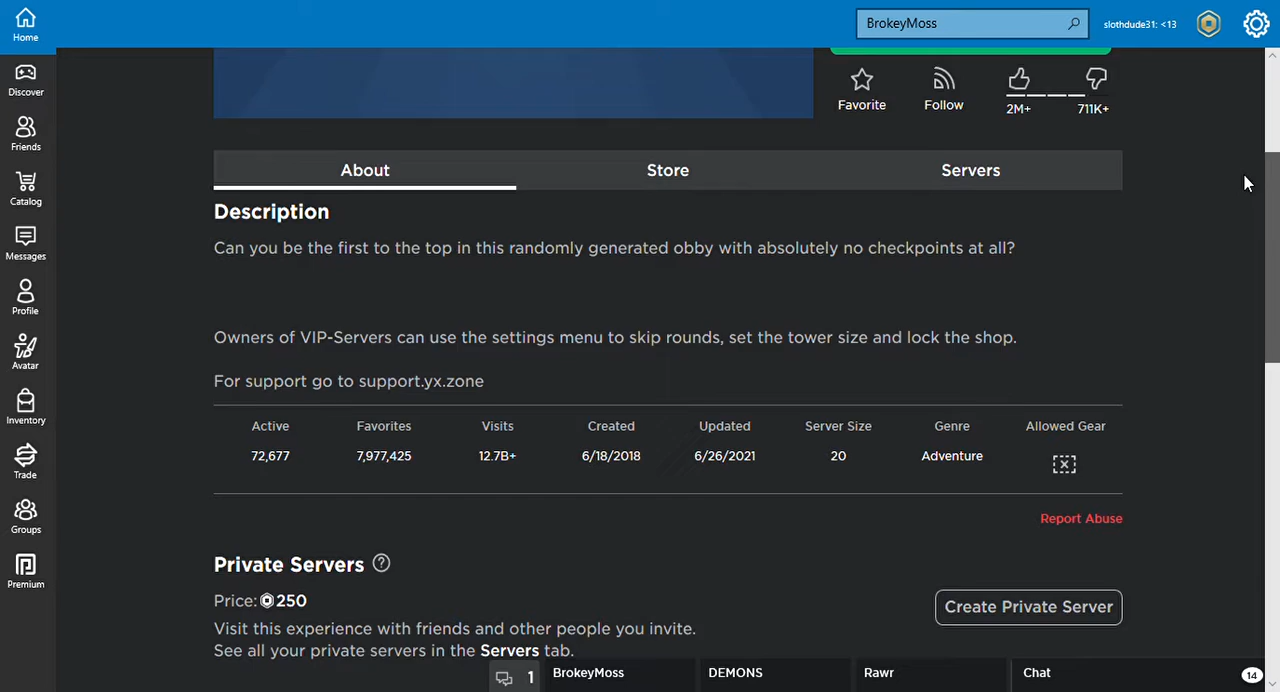 BrokeyMoss
slothdude31: <13
Home
Discover
Friends
Catalog
Messages
Profile
Avatar
Inventory
Trade
Groups
Premium
Favorite
Follow
2M+
711K+
About
Store
Servers
Description
Can you be the first to the top in this randomly generated obby with absolutely no checkpoints at all?
Owners of VIP-Servers can use the settings menu to skip rounds, set the tower size and lock the shop.
For support go to support.yx.zone
Active Favorites Visits Created Updated Server Size Genre Allowed Gear
72,677 7,977,425 12.7B+ 6/18/2018 6/26/2021 20 Adventure
Report Abuse
Private Servers ?
Price: 250
Create Private Server
Visit this experience with friends and other people you invite.
See all your private servers in the Servers tab.
1 BrokeyMoss DEMONS Rawr Chat 14